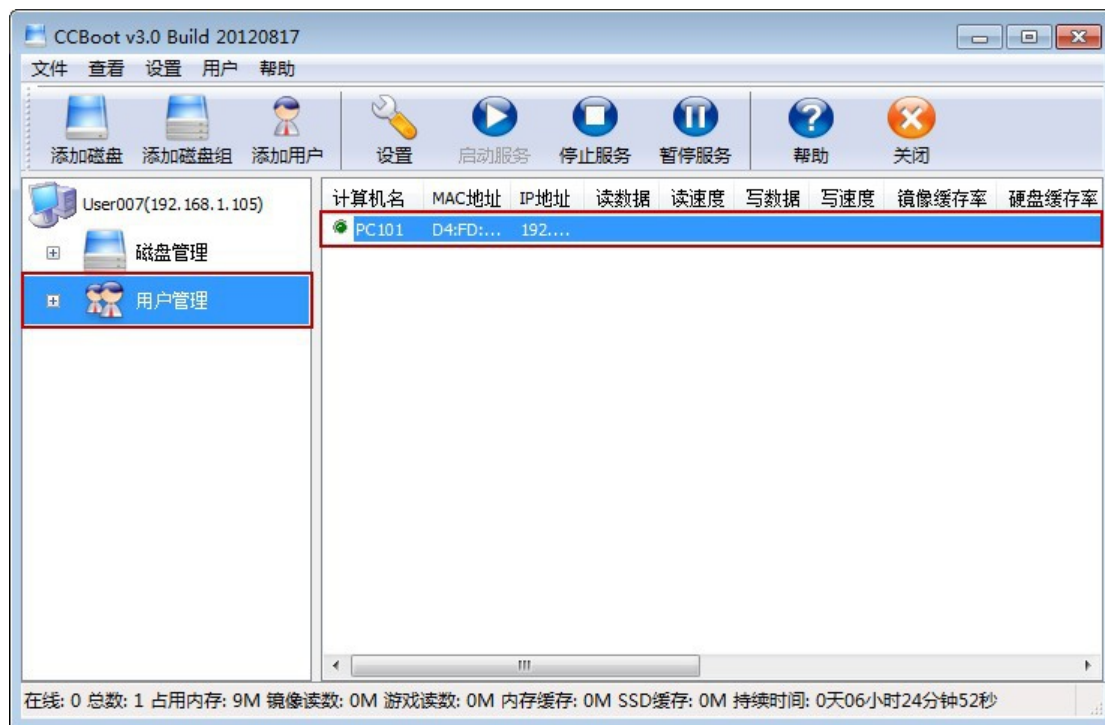 CCBoot v3.0 Build 20120817
文件 查看 设置 用户 帮助
添加磁盘 添加磁盘组 添加用户 设置 启动服务 停止服务 暂停服务 帮助 关闭
User007(192.168.1.105)
磁盘管理
用户管理
计算机名 MAC地址 IP地址 读数据 读速度 写数据 写速度 镜像缓存率 硬盘缓存率
PC101 D4:FD:... 192....
在线: 0 总数: 1 占用内存: 9M 镜像读数: 0M 游戏读数: 0M 内存缓存: 0M SSD缓存: 0M 持续时间: 0天06小时24分钟52秒